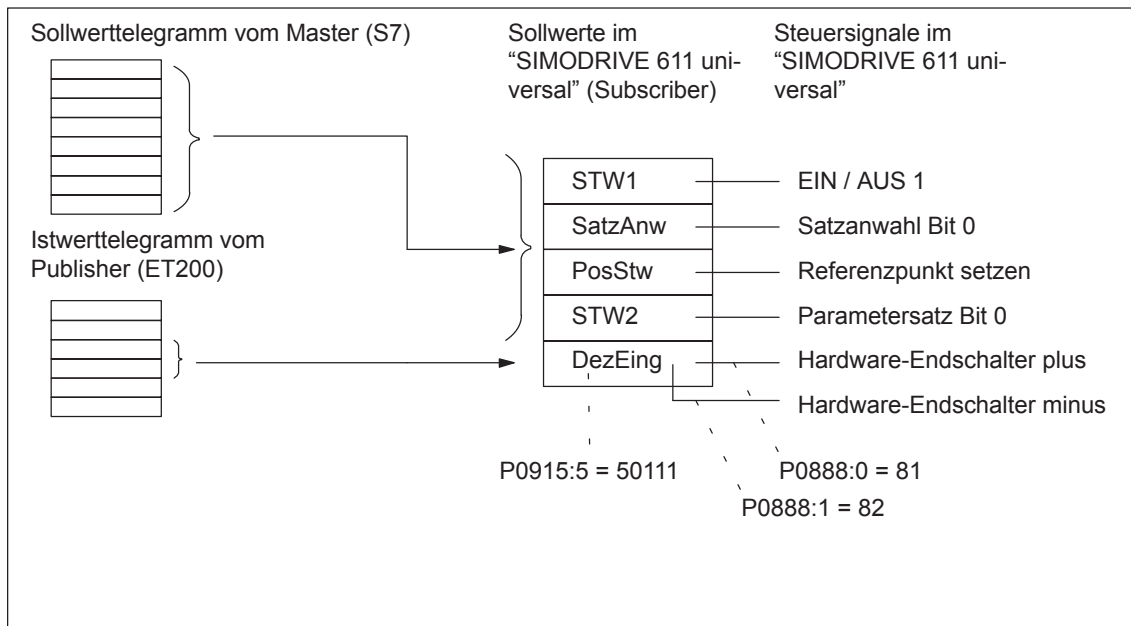 Sollwerttelegramm vom Master (S7)
Sollwerte im
“SIMODRIVE 611 uni-
versal” (Subscriber)
Steuersignale im
“SIMODRIVE 611 uni-
versal”
STW1
EIN / AUS 1
SatzAnw
Satzanwahl Bit 0
Istwerttelegramm vom
Publisher (ET200)
PosStw
Referenzpunkt setzen
STW2
Parametersatz Bit 0
DezEing
Hardware-Endschalter plus
Hardware-Endschalter minus
P0915:5 = 50111
P0888:0 = 81
P0888:1 = 82